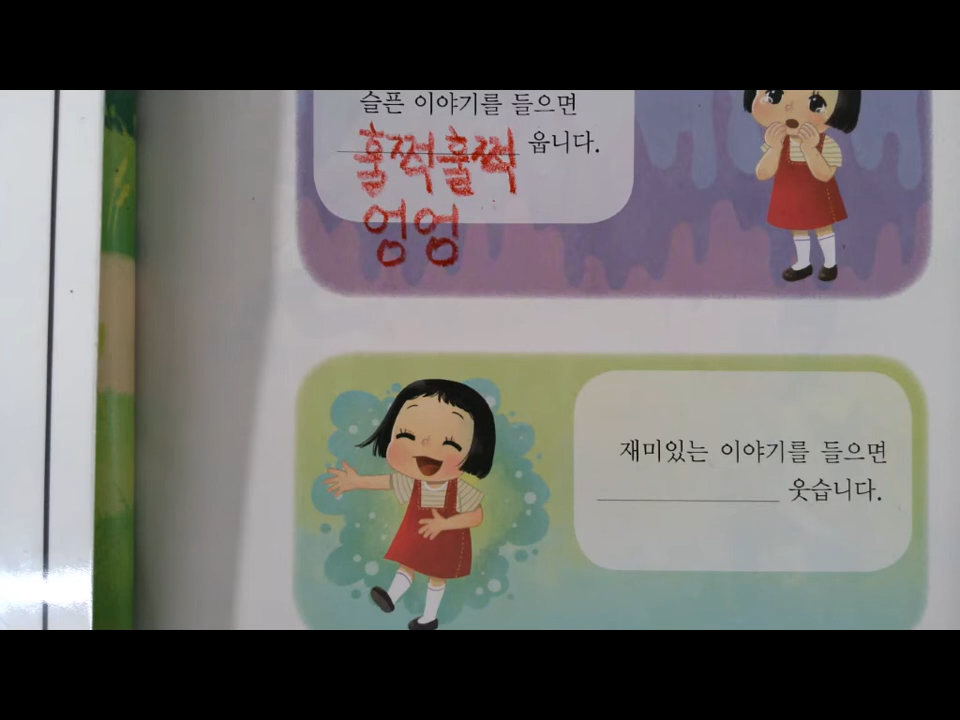 슬픈 이야기를 들으면
훌쩍훌쩍 웁니다.
엉엉
재미있는 이야기를 들으면
웃습니다.